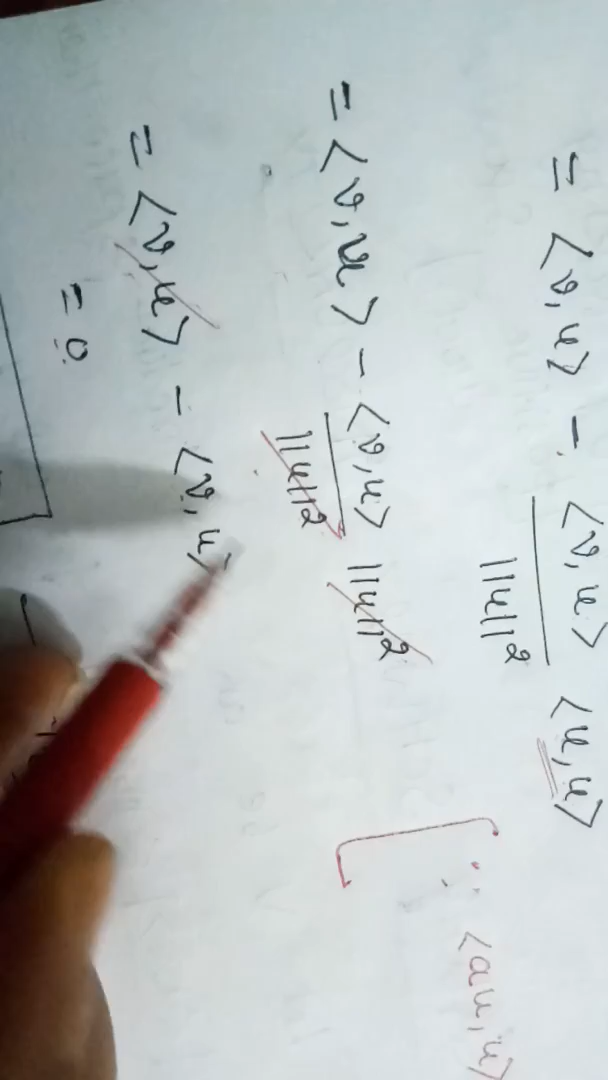 = ⟨v,u⟩ - ⟨v,u⟩/||u||² ⟨u,u⟩
[∵ ⟨au,u⟩
= ⟨v,u⟩ - ⟨v,u⟩/||u||² ||u||²
= ⟨v,u⟩ - ⟨v,u⟩
= 0